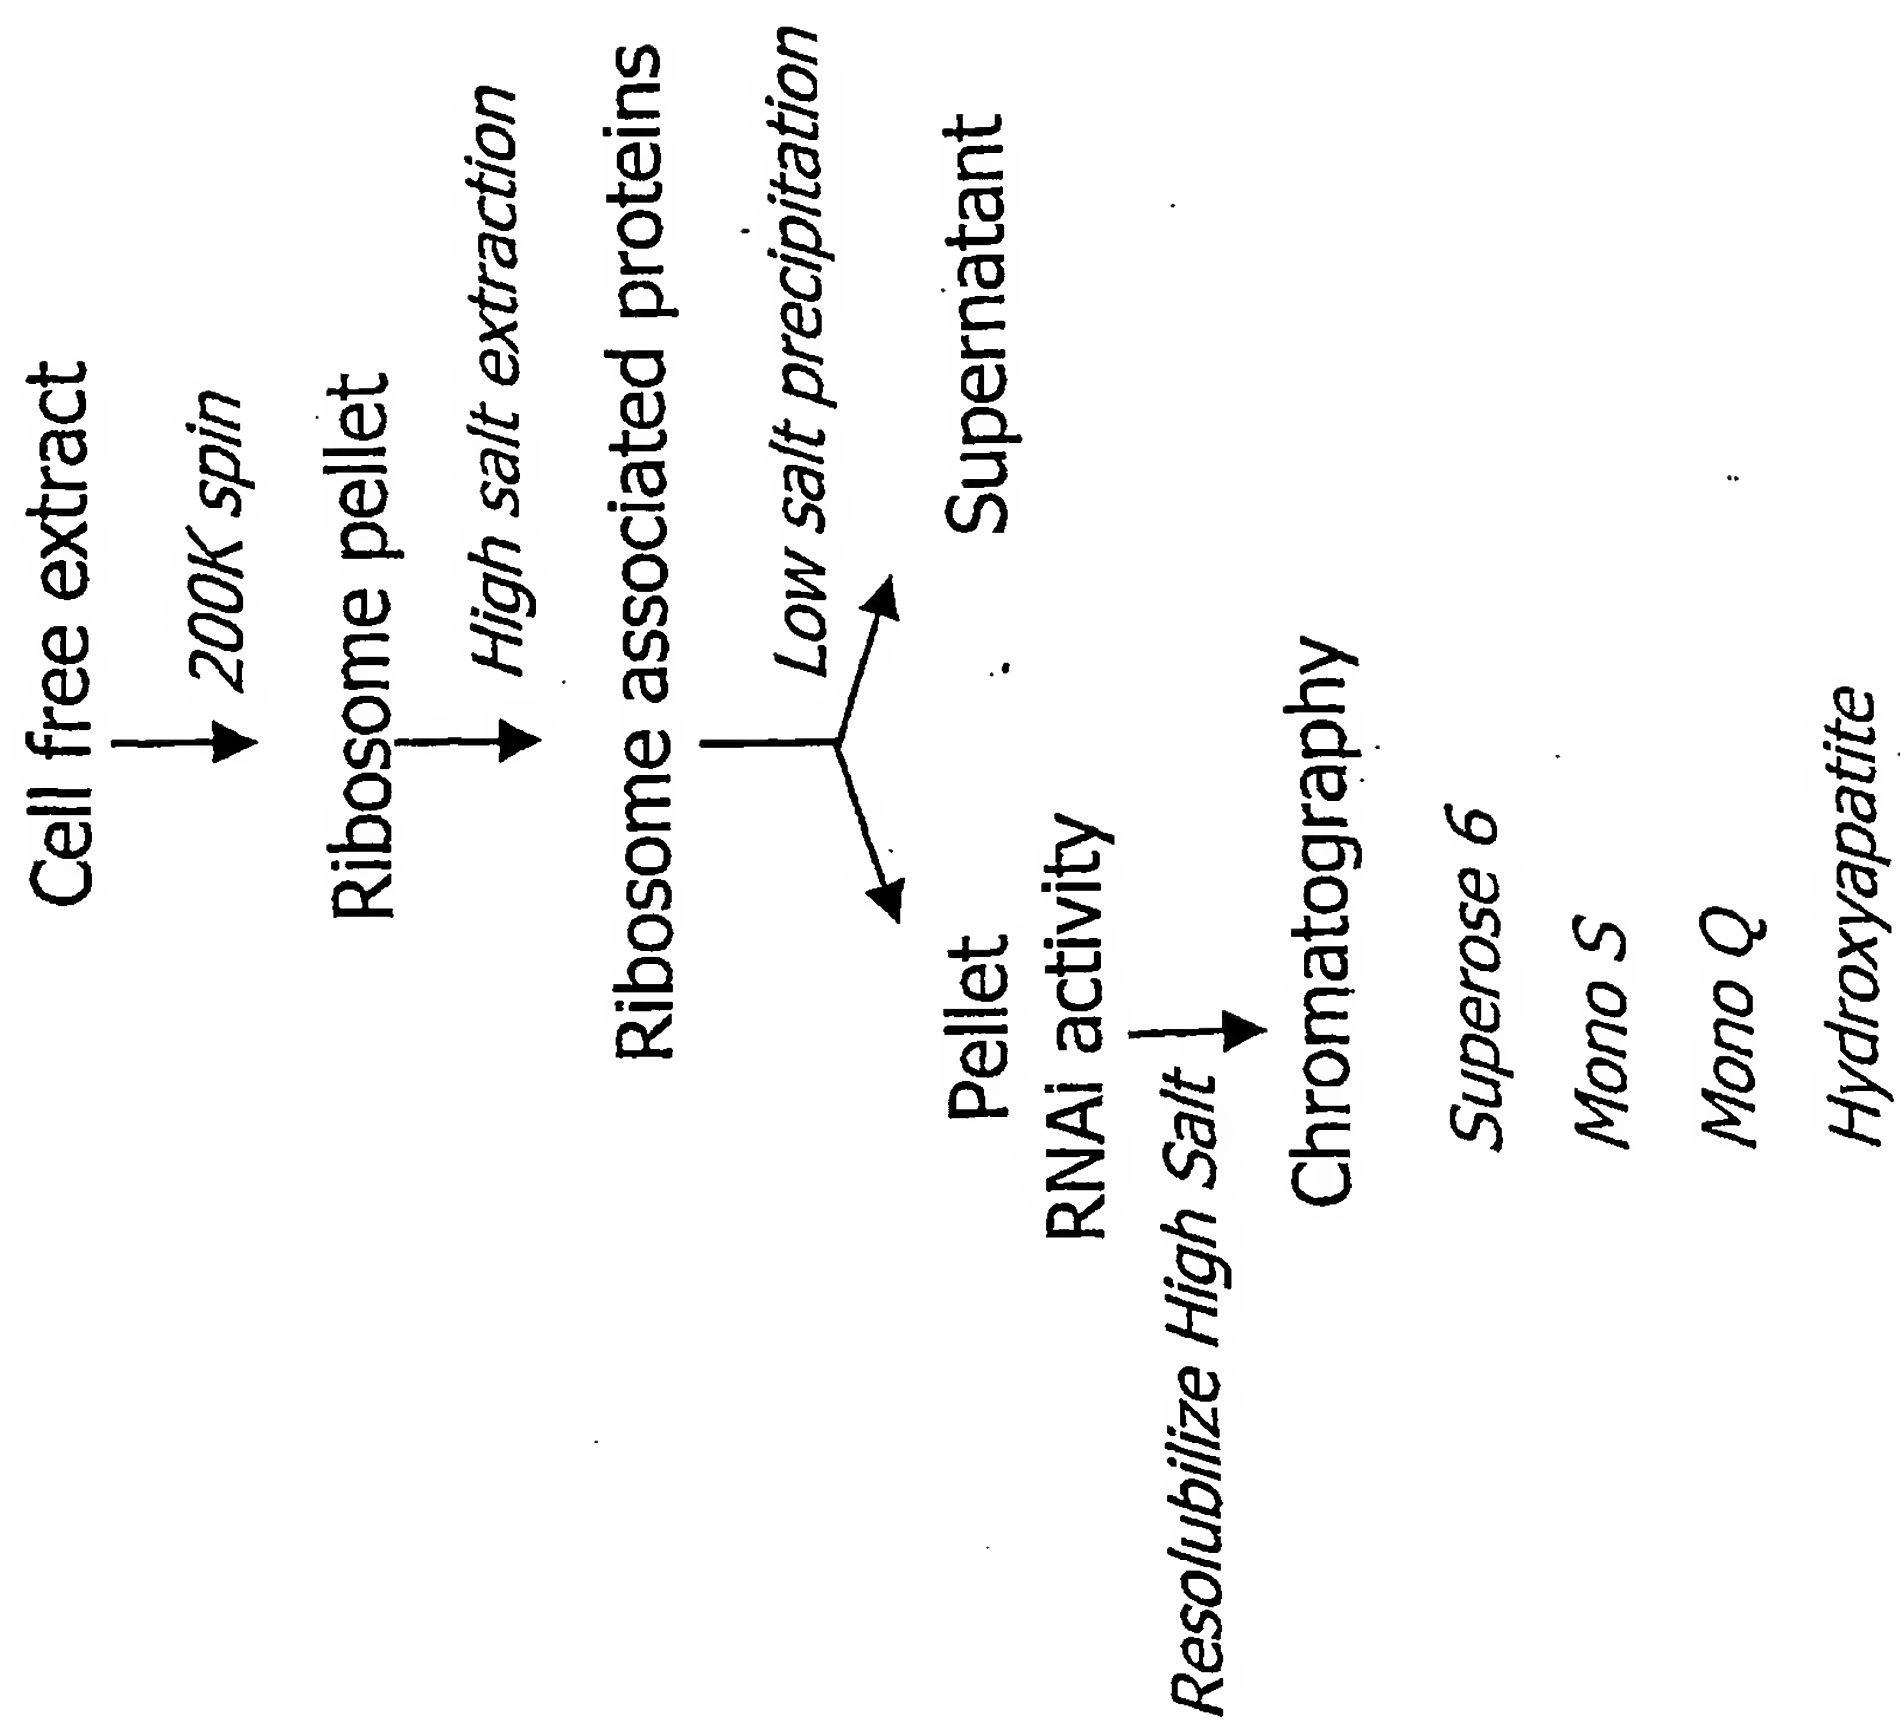 Cell free extract
200K spin
Ribosome pellet
High salt extraction
Ribosome associated proteins
Low salt precipitation
Pellet
Supernatant
RNAi activity
Resolubilize High Salt
Chromatography
Superose 6
Mono S
Mono Q
Hydroxyapatite